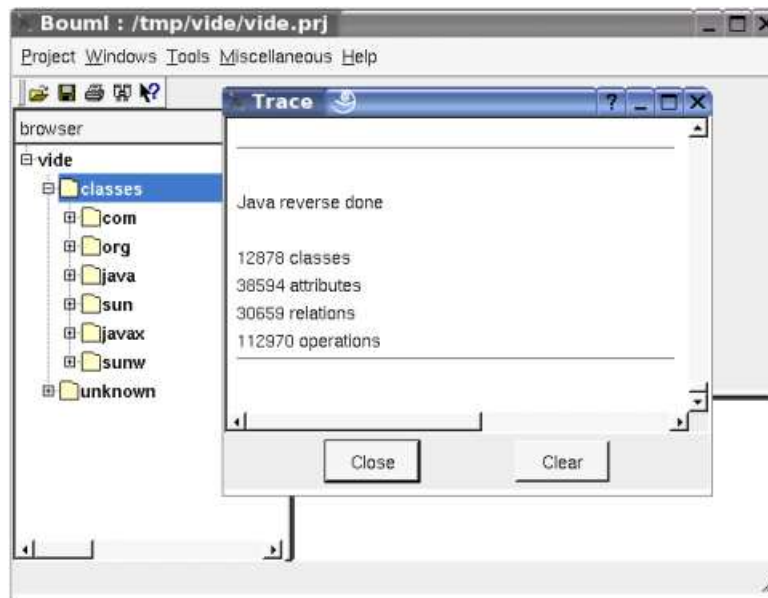 Bouml : /tmp/vide/vide.prj
Project Windows Tools Miscellaneous Help
browser
vide
classes
com
org
java
sun
javax
sunw
unknown
Trace
Java reverse done
12878 classes
38594 attributes
30659 relations
112970 operations
Close Clear